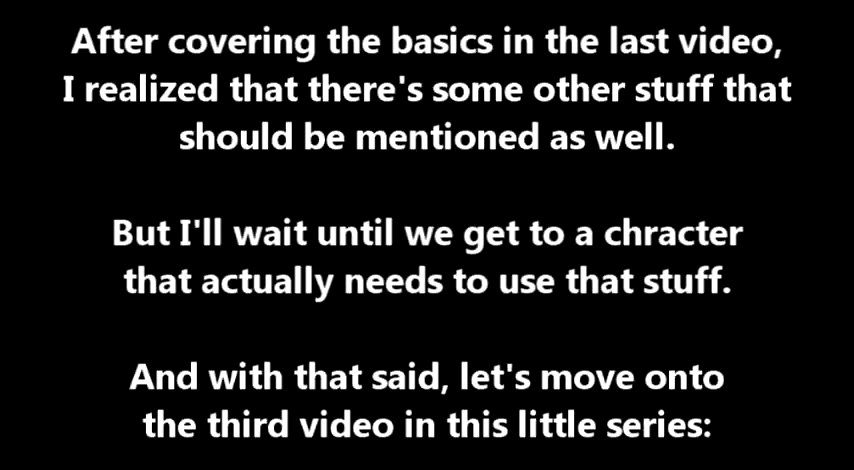 After covering the basics in the last video,
I realized that there's some other stuff that
should be mentioned as well.
But I'll wait until we get to a chracter
that actually needs to use that stuff.
And with that said, let's move onto
the third video in this little series: